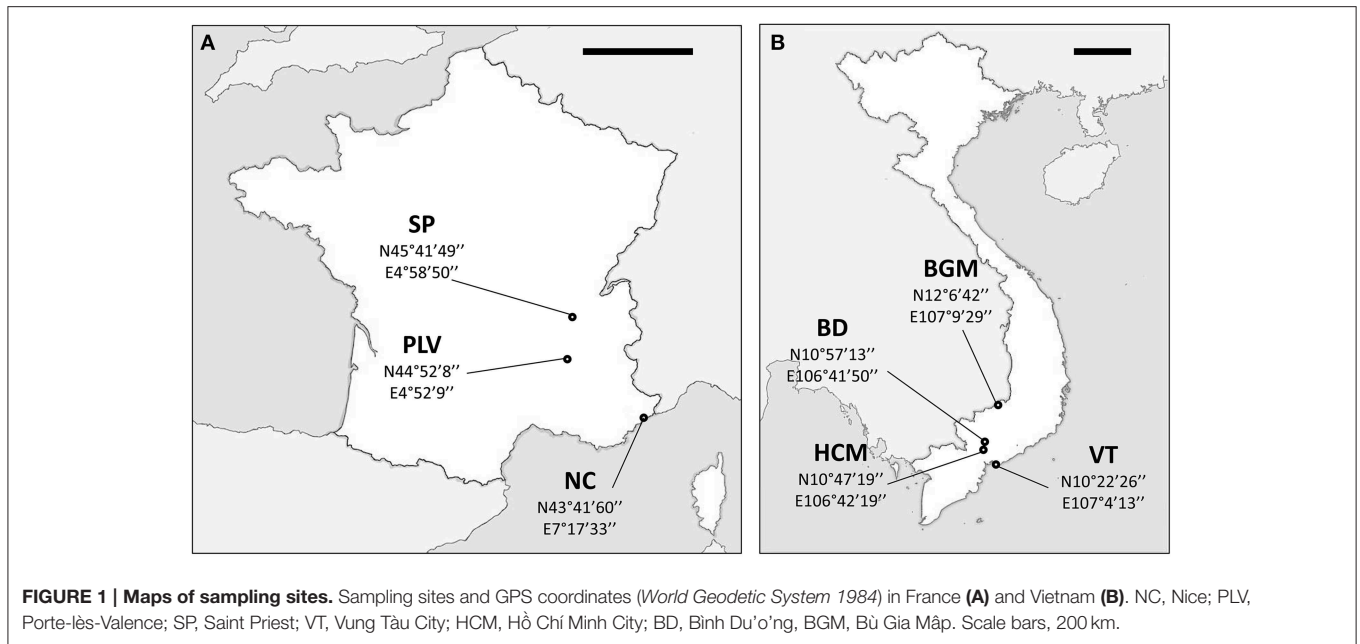 A
SP
N45°41'49''
E4°58'50''
PLV
N44°52'8''
E4°52'9''
NC
N43°41'60''
E7°17'33''
B
BGM
N12°6'42''
E107°9'29''
BD
N10°57'13''
E106°41'50''
HCM
N10°47'19''
E106°42'19''
VT
N10°22'26''
E107°4'13''
FIGURE 1 | Maps of sampling sites. Sampling sites and GPS coordinates (World Geodetic System 1984) in France (A) and Vietnam (B). NC, Nice; PLV,
Porte-lès-Valence; SP, Saint Priest; VT, Vung Tàu City; HCM, Hồ Chí Minh City; BD, Bình Du'o'ng, BGM, Bù Gia Mâp. Scale bars, 200 km.